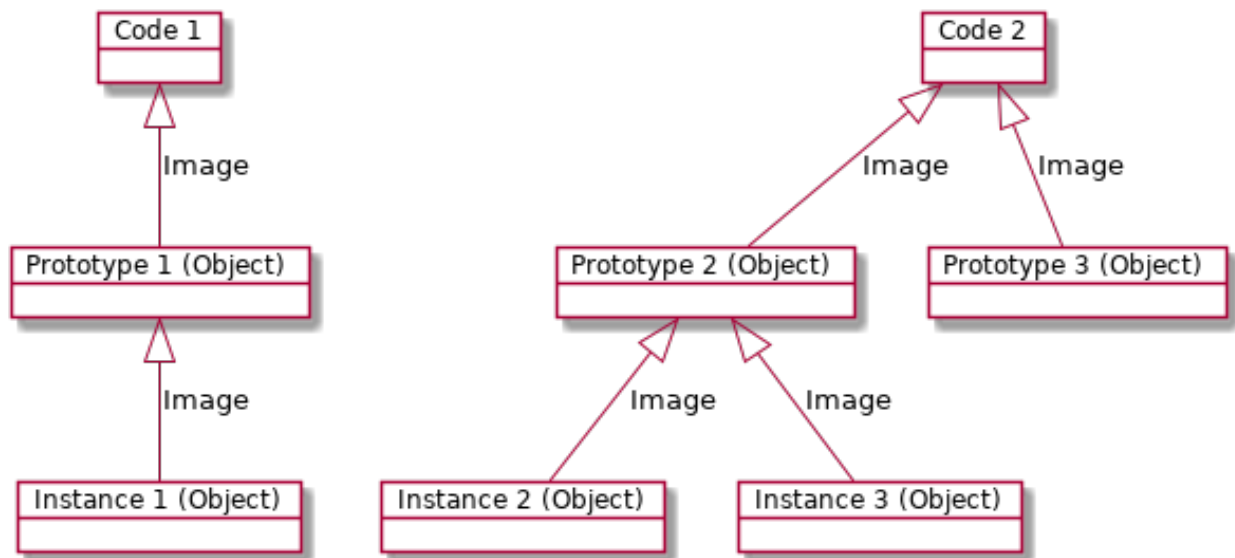 Code 1
Code 2
Image
Image
Image
Prototype 1 (Object)
Prototype 2 (Object)
Prototype 3 (Object)
Image
Image
Image
Instance 1 (Object)
Instance 2 (Object)
Instance 3 (Object)